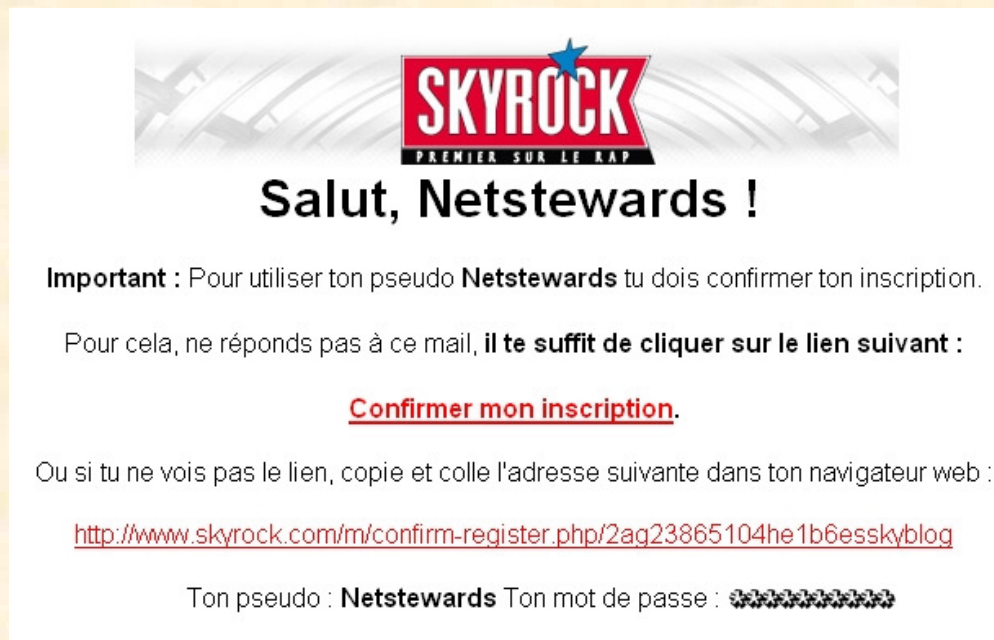 SKYROCK
PREMIER SUR LE RAP
Salut, Netstewards !
Important : Pour utiliser ton pseudo Netstewards tu dois confirmer ton inscription.
Pour cela, ne réponds pas à ce mail, il te suffit de cliquer sur le lien suivant :
Confirmer mon inscription.
Ou si tu ne vois pas le lien, copie et colle l'adresse suivante dans ton navigateur web :
http://www.skyrock.com/m/confirm-register.php/2ag23865104he1b6esskyblog
Ton pseudo : Netstewards Ton mot de passe : **********